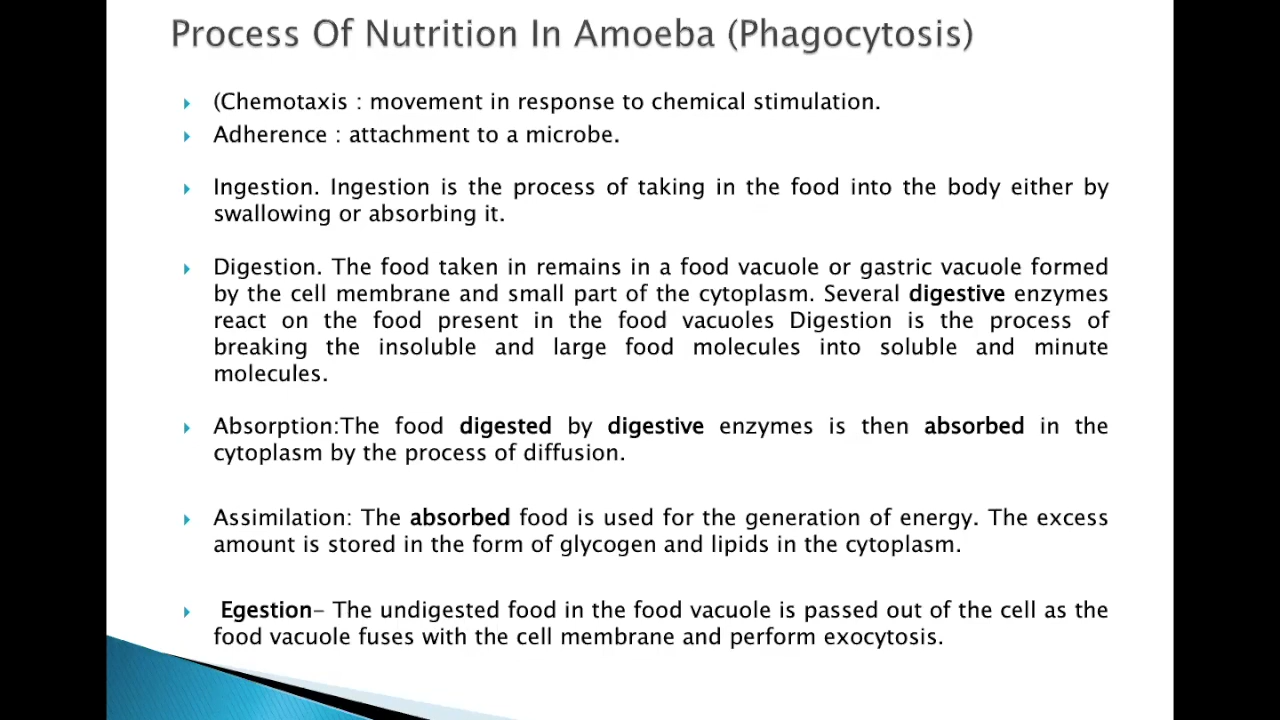 Process Of Nutrition In Amoeba (Phagocytosis)
(Chemotaxis : movement in response to chemical stimulation.
Adherence : attachment to a microbe.
Ingestion. Ingestion is the process of taking in the food into the body either by
swallowing or absorbing it.
Digestion. The food taken in remains in a food vacuole or gastric vacuole formed
by the cell membrane and small part of the cytoplasm. Several digestive enzymes
react on the food present in the food vacuoles Digestion is the process of
breaking the insoluble and large food molecules into soluble and minute
molecules.
Absorption:The food digested by digestive enzymes is then absorbed in the
cytoplasm by the process of diffusion.
Assimilation: The absorbed food is used for the generation of energy. The excess
amount is stored in the form of glycogen and lipids in the cytoplasm.
Egestion- The undigested food in the food vacuole is passed out of the cell as the
food vacuole fuses with the cell membrane and perform exocytosis.